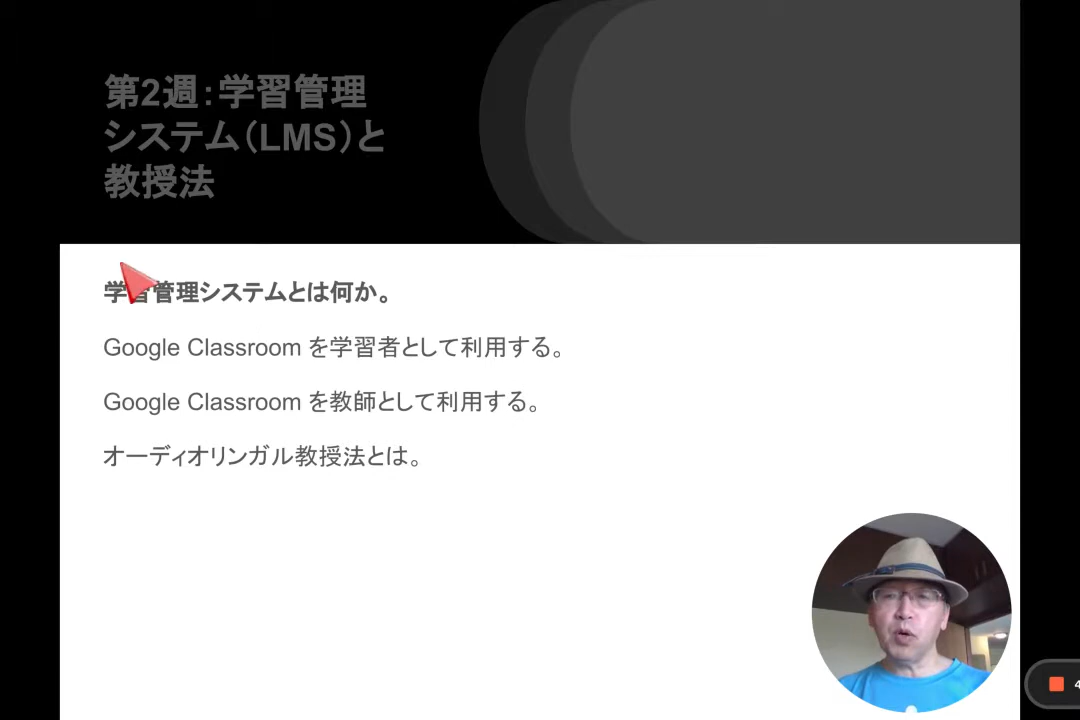 第2週：学習管理
システム（LMS）と
教授法
学習管理システムとは何か。
Google Classroom を学習者として利用する。
Google Classroom を教師として利用する。
オーディオリンガル教授法とは。
4